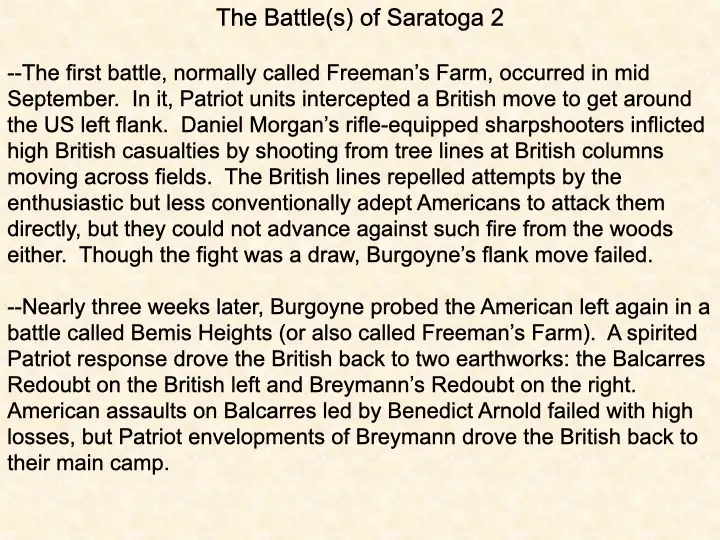 The Battle(s) of Saratoga 2
--The first battle, normally called Freeman’s Farm, occurred in mid
September.  In it, Patriot units intercepted a British move to get around
the US left flank.  Daniel Morgan’s rifle-equipped sharpshooters inflicted
high British casualties by shooting from tree lines at British columns
moving across fields.  The British lines repelled attempts by the
enthusiastic but less conventionally adept Americans to attack them
directly, but they could not advance against such fire from the woods
either.  Though the fight was a draw, Burgoyne’s flank move failed.
--Nearly three weeks later, Burgoyne probed the American left again in a
battle called Bemis Heights (or also called Freeman’s Farm).  A spirited
Patriot response drove the British back to two earthworks: the Balcarres
Redoubt on the British left and Breymann’s Redoubt on the right.
American assaults on Balcarres led by Benedict Arnold failed with high
losses, but Patriot envelopments of Breymann drove the British back to
their main camp.